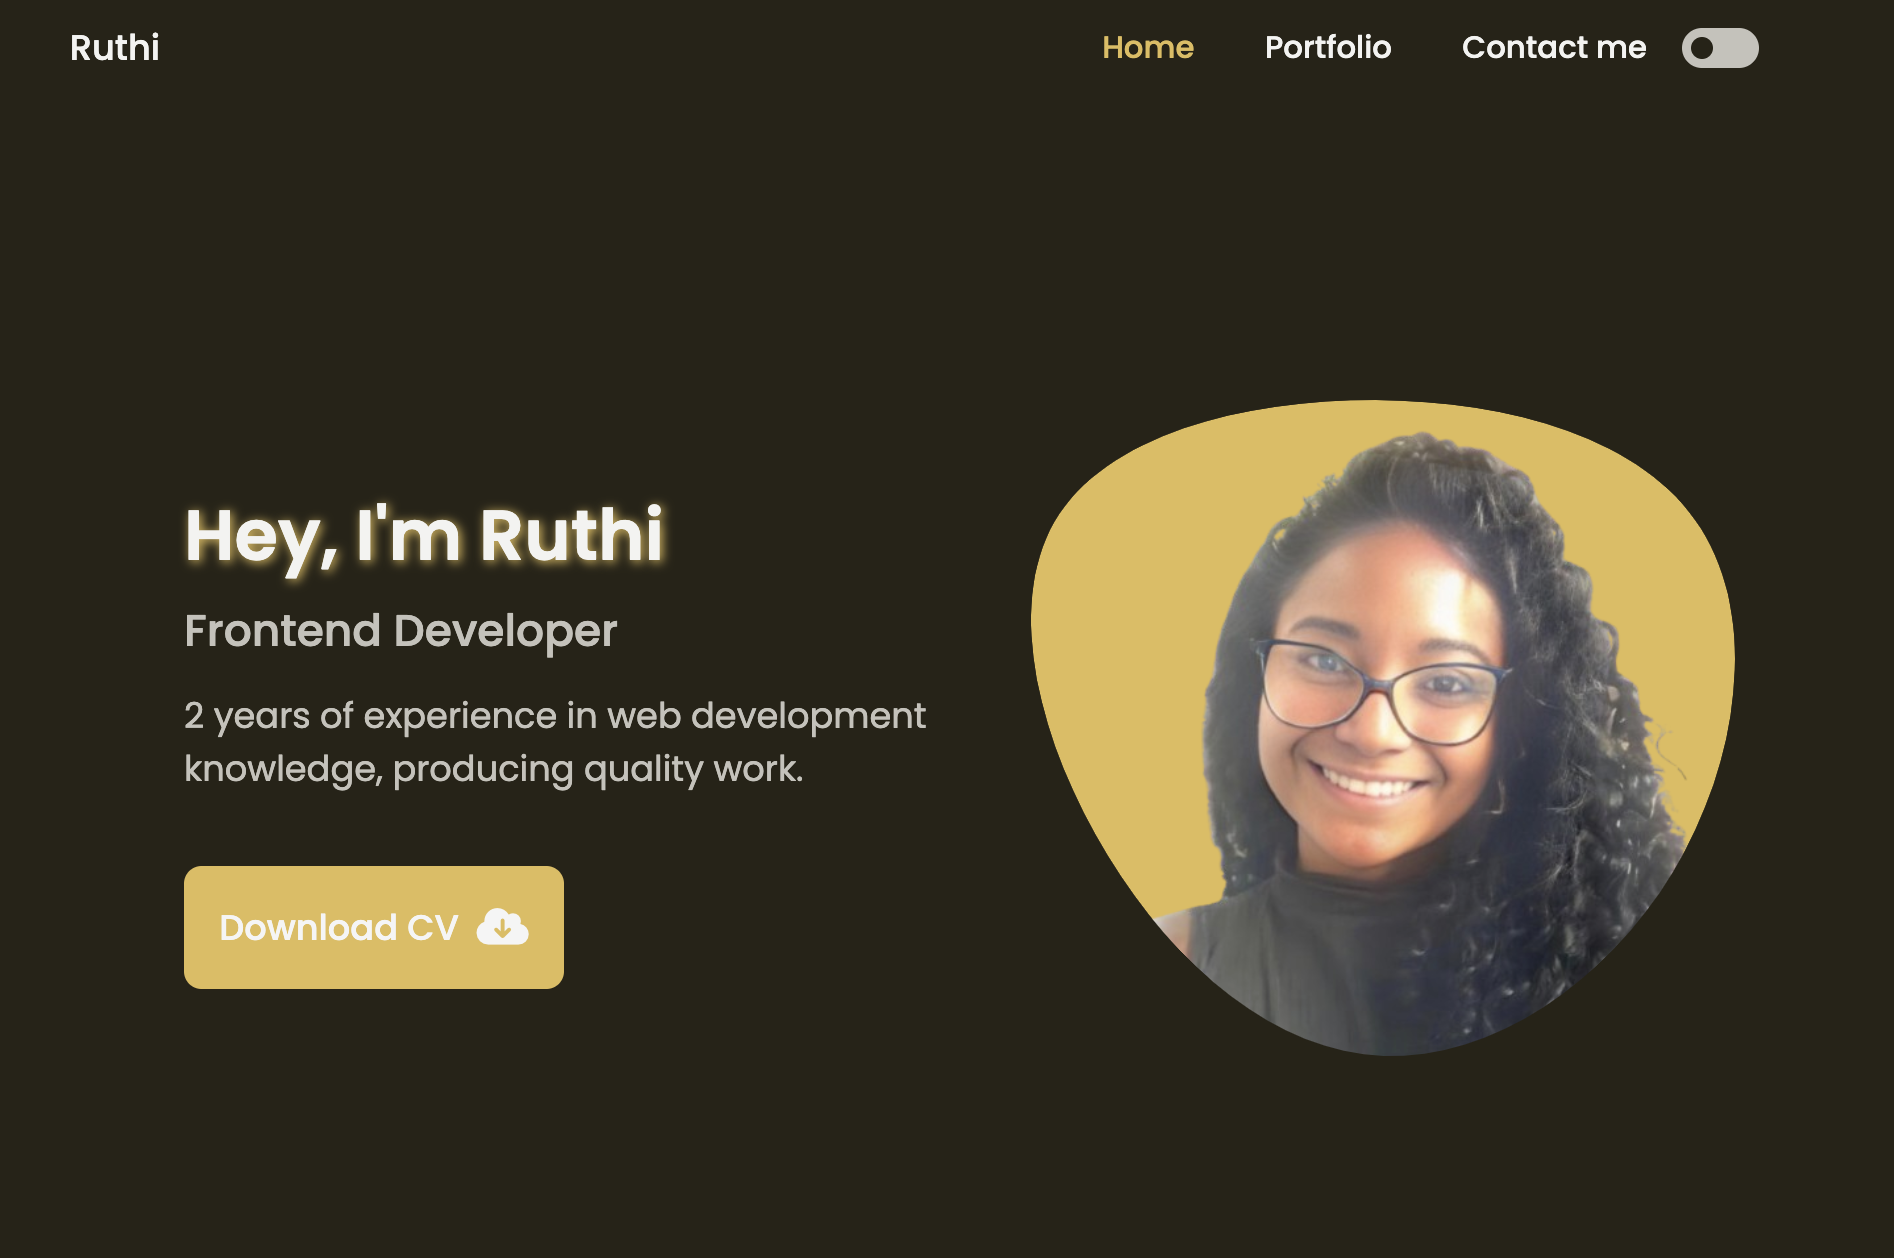 Ruthi
Home Portfolio Contact me
Hey, I'm Ruthi
Frontend Developer
2 years of experience in web development
knowledge, producing quality work.
Download CV